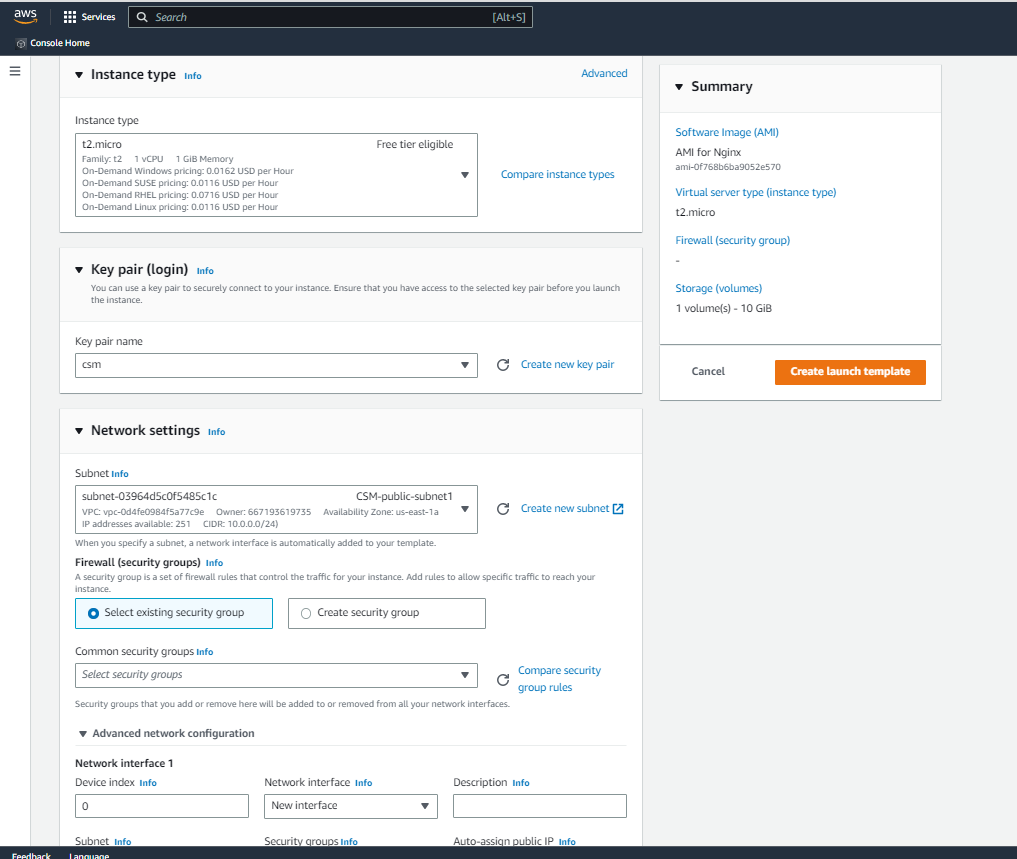 aws
Services
Search [Alt+S]
Console Home
Instance type Info
Advanced
Instance type
t2.micro Free tier eligible
Family: t2 1 vCPU 1 GiB Memory
On-Demand Windows pricing: 0.0162 USD per Hour
On-Demand SUSE pricing: 0.0116 USD per Hour
On-Demand RHEL pricing: 0.0716 USD per Hour
On-Demand Linux pricing: 0.0116 USD per Hour
Compare instance types
Key pair (login) Info
You can use a key pair to securely connect to your instance. Ensure that you have access to the selected key pair before you launch
the instance.
Key pair name
csm
Create new key pair
Network settings Info
Subnet Info
subnet-03964d5c0f5485c1c CSM-public-subnet1
VPC: vpc-0d4fe0984f5a77c9e Owner: 667193619735 Availability Zone: us-east-1a
IP addresses available: 251 CIDR: 10.0.0.0/24)
Create new subnet
When you specify a subnet, a network interface is automatically added to your template.
Firewall (security groups) Info
A security group is a set of firewall rules that control the traffic for your instance. Add rules to allow specific traffic to reach your
instance.
Select existing security group
Create security group
Common security groups Info
Select security groups
Compare security
group rules
Security groups that you add or remove here will be added to or removed from all your network interfaces.
Advanced network configuration
Network interface 1
Device index Info
Network interface Info
Description Info
0
New interface
Subnet Info
Security groups Info
Auto-assign public IP Info
Summary
Software Image (AMI)
AMI for Nginx
ami-0f768b6ba9052e570
Virtual server type (instance type)
t2.micro
Firewall (security group)
-
Storage (volumes)
1 volume(s) - 10 GiB
Cancel
Create launch template
Feedback Language